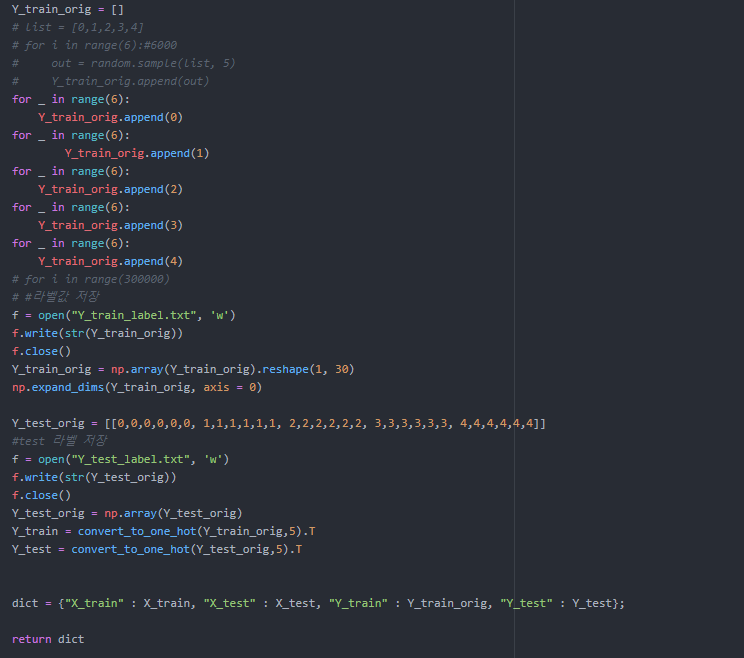 Y_train_orig = []
# list = [0,1,2,3,4]
# for i in range(6):#6000
#     out = random.sample(list, 5)
#     Y_train_orig.append(out)
for _ in range(6):
    Y_train_orig.append(0)
for _ in range(6):
        Y_train_orig.append(1)
for _ in range(6):
    Y_train_orig.append(2)
for _ in range(6):
    Y_train_orig.append(3)
for _ in range(6):
    Y_train_orig.append(4)
# for i in range(300000)
# #라벨값 저장
f = open("Y_train_label.txt", 'w')
f.write(str(Y_train_orig))
f.close()
Y_train_orig = np.array(Y_train_orig).reshape(1, 30)
np.expand_dims(Y_train_orig, axis = 0)

Y_test_orig = [[0,0,0,0,0,0, 1,1,1,1,1,1, 2,2,2,2,2,2, 3,3,3,3,3,3, 4,4,4,4,4,4]]
#test 라벨 저장
f = open("Y_test_label.txt", 'w')
f.write(str(Y_test_orig))
f.close()
Y_test_orig = np.array(Y_test_orig)
Y_train = convert_to_one_hot(Y_train_orig,5).T
Y_test = convert_to_one_hot(Y_test_orig,5).T

dict = {"X_train" : X_train, "X_test" : X_test, "Y_train" : Y_train_orig, "Y_test" : Y_test};

return dict